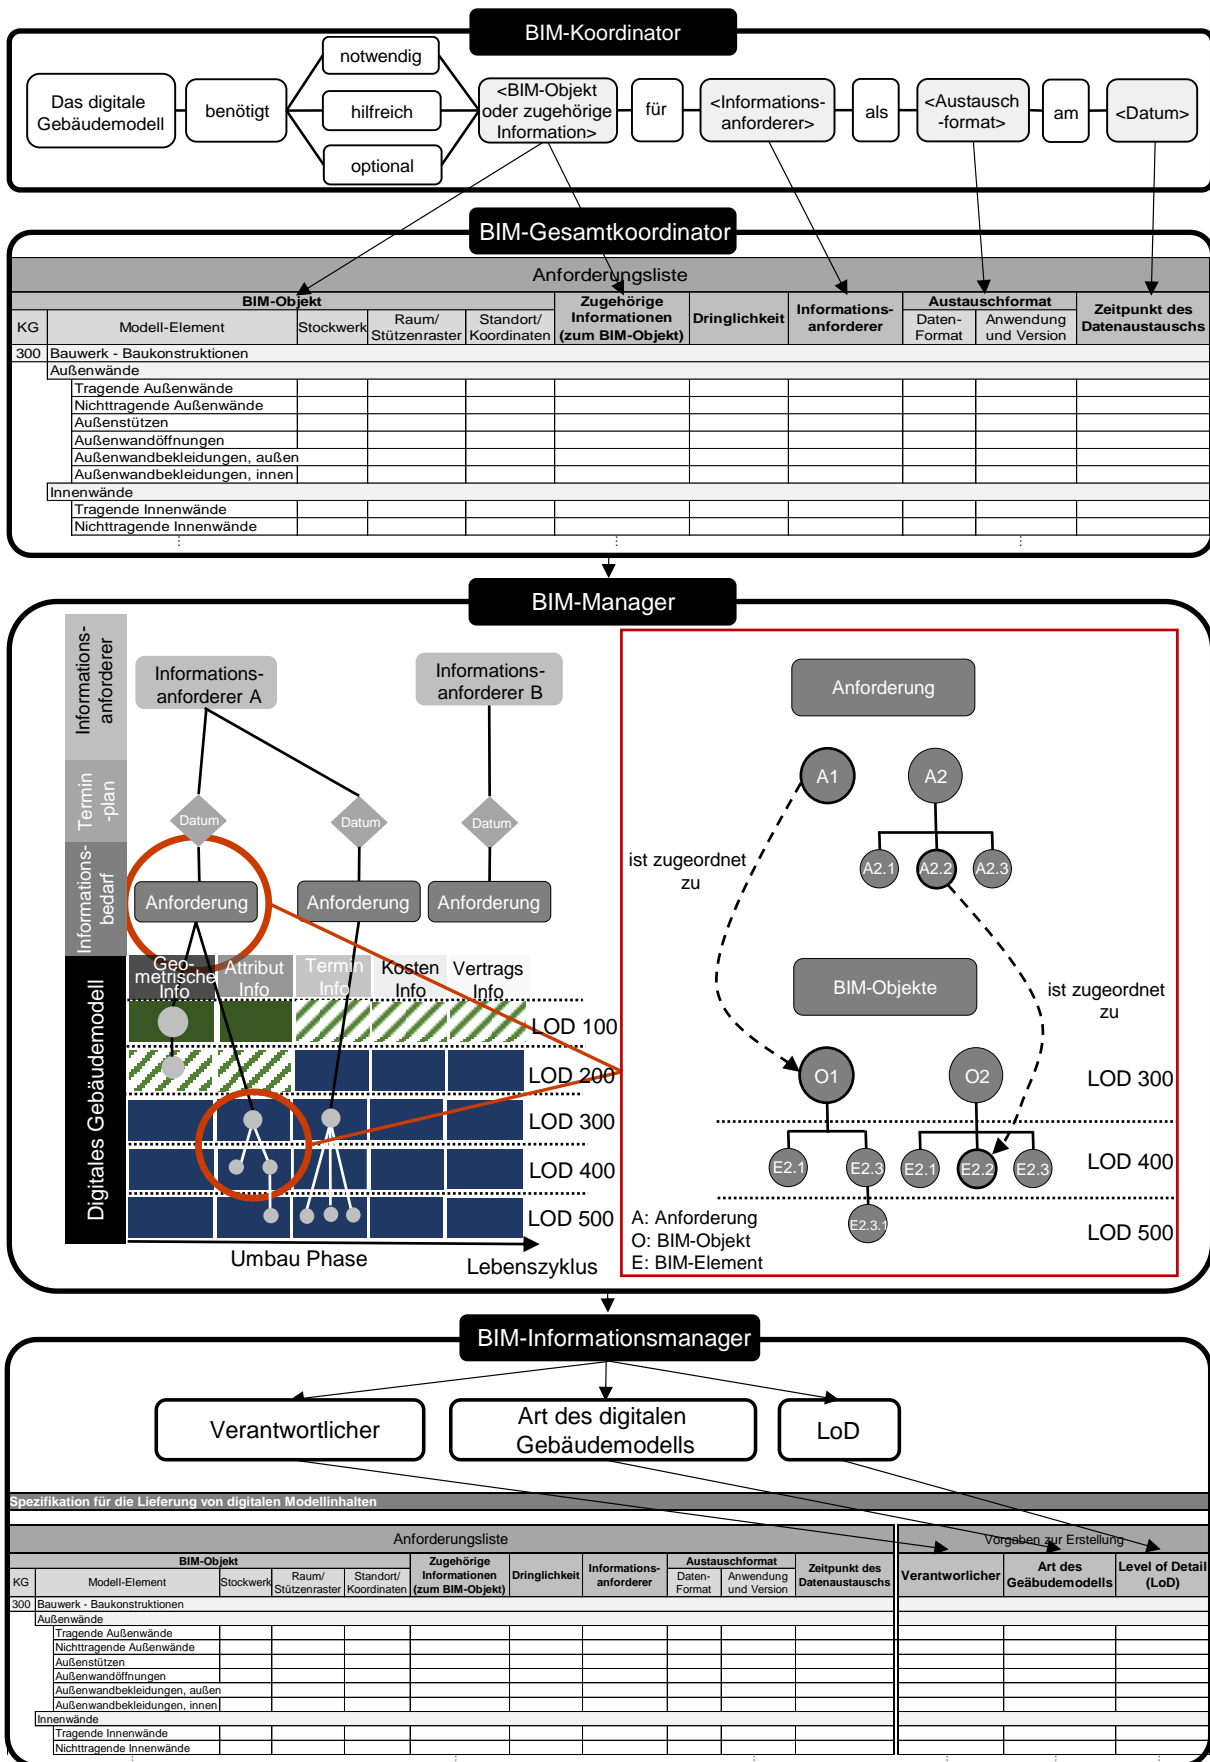 BIM-Koordinator
notwendig
Das digitale
Gebäudemodell
benötigt
hilfreich
optional
<BIM-Objekt
oder zugehörige
Information>
für
<Informations-
anforderer>
als
<Austausch
-format>
am
<Datum>
BIM-Gesamtkoordinator
Anforderungsliste
BIM-Objekt
Zugehörige
Informationen
(zum BIM-Objekt)
Dringlichkeit
Informations-
anforderer
Austauschformat
Zeitpunkt des
Datenaustauschs
KG
Modell-Element
Stockwerk
Raum/
Stützenraster
Standort/
Koordinaten
Daten-
Format
Anwendung
und Version
300 Bauwerk - Baukonstruktionen
Außenwände
Tragende Außenwände
Nichttragende Außenwände
Außenstützen
Außenwandöffnungen
Außenwandbekleidungen, außen
Außenwandbekleidungen, innen
Innenwände
Tragende Innenwände
Nichttragende Innenwände
BIM-Manager
Informations-
anforderer
Termin
-plan
Informations-
bedarf
Digitales Gebäudemodell
Informations-
anforderer A
Informations-
anforderer B
Datum
Datum
Datum
Anforderung
Anforderung
Anforderung
Geo-
metrische
Info
Attribut
Info
Termin
Info
Kosten
Info
Vertrags
Info
LOD 100
LOD 200
LOD 300
LOD 400
LOD 500
Umbau Phase
Lebenszyklus
Anforderung
A1
A2
A2.1
A2.2
A2.3
ist zugeordnet
zu
BIM-Objekte
ist zugeordnet
zu
O1
O2
LOD 300
E2.1
E2.3
E2.1
E2.2
E2.3
LOD 400
E2.3.1
LOD 500
A: Anforderung
O: BIM-Objekt
E: BIM-Element
BIM-Informationsmanager
Verantwortlicher
Art des digitalen
Gebäudemodells
LoD
Spezifikation für die Lieferung von digitalen Modellinhalten
Anforderungsliste
Vorgaben zur Erstellung
BIM-Objekt
Zugehörige
Informationen
(zum BIM-Objekt)
Dringlichkeit
Informations-
anforderer
Austauschformat
Zeitpunkt des
Datenaustauschs
Verantworlicher
Art des
Geäbudemodells
Level of Detail
(LoD)
KG
Modell-Element
Stockwerk
Raum/
Stützenraster
Standort/
Koordinaten
Daten-
Format
Anwendung
und Version
300 Bauwerk - Baukonstruktionen
Außenwände
Tragende Außenwände
Nichttragende Außenwände
Außenstützen
Außenwandöffnungen
Außenwandbekleidungen, außen
Außenwandbekleidungen, innen
Innenwände
Tragende Innenwände
Nichttragende Innenwände